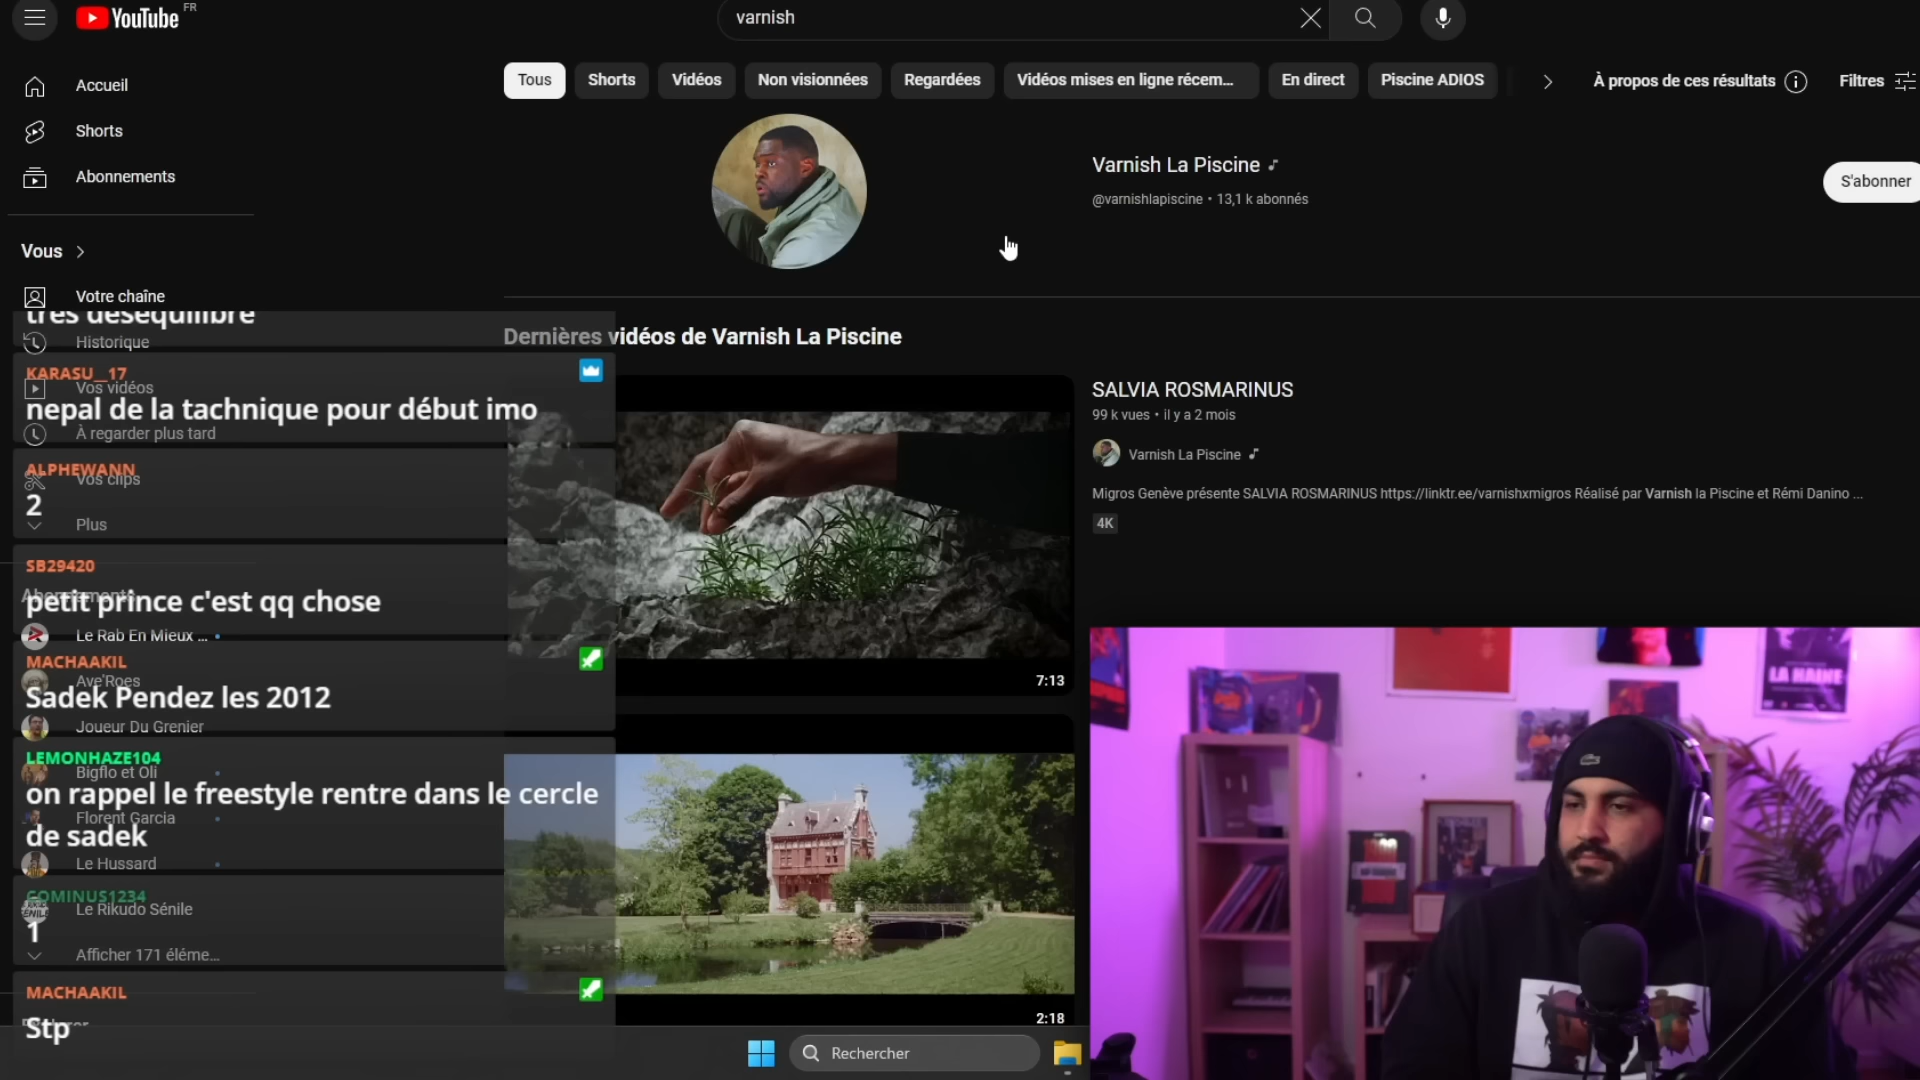 YouTube FR
varnish
Accueil
Shorts
Abonnements
Vous
Votre chaîne
Historique
Vos vidéos
À regarder plus tard
Vos clips
Plus
Abonnements
Le Rab En Mieux ...
Ave'Roes
Joueur Du Grenier
Bigflo et Oli
Florent Garcia
Le Hussard
Le Rikudo Sénile
Afficher 171 éléme...
très déséquilibré
KARASU__17
nepal de la tachnique pour début imo
ALPHEWANN
2
SB29420
petit prince c'est qq chose
MACHAAKIL
Sadek Pendez les 2012
LEMONHAZE104
on rappel le freestyle rentre dans le cercle
de sadek
COMINUS1234
1
MACHAAKIL
Stp
Tous Shorts Vidéos Non visionnées Regardées Vidéos mises en ligne récem... En direct Piscine ADIOS
À propos de ces résultats
Filtres
Varnish La Piscine
@varnishlapiscine • 13,1 k abonnés
S'abonner
Dernières vidéos de Varnish La Piscine
7:13
SALVIA ROSMARINUS
99 k vues • il y a 2 mois
Varnish La Piscine
Migros Genève présente SALVIA ROSMARINUS https://linktr.ee/varnishxmigros Réalisé par Varnish la Piscine et Rémi Danino ...
4K
2:18
LA HAINE
Rechercher